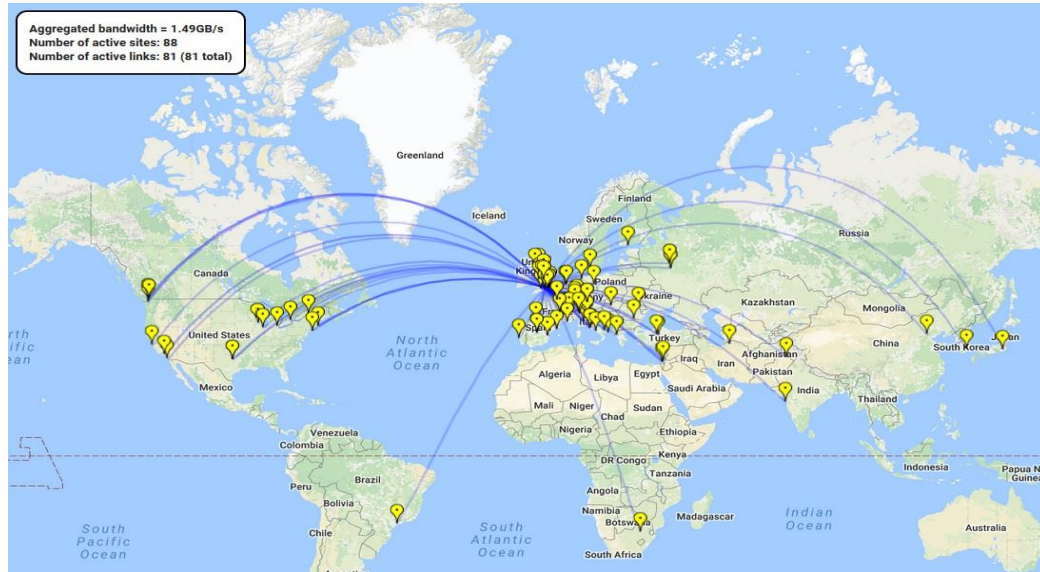 Aggregated bandwidth = 1.49GB/s
Number of active sites: 88
Number of active links: 81 (81 total)
Greenland
Iceland
Finland
Sweden
Norway
Russia
Canada
Poland
Ukraine
Kazakhstan
Mongolia
United States
Spain
Turkey
China
South Korea
Japan
North
Atlantic
Ocean
Iraq
Iran
Afghanistan
Pakistan
Mexico
Algeria
Libya
Egypt
Saudi Arabia
India
Thailand
Mali
Niger
Chad
Sudan
Nigeria
Ethiopia
Venezuela
Colombia
DR Congo
Kenya
Tanzania
Indonesia
Papua N
Guinea
Peru
Brazil
Angola
Bolivia
Namibia
Botswana
Madagascar
Indian
Ocean
South
Pacific
Ocean
Chile
South
Atlantic
Ocean
Australia
South Africa